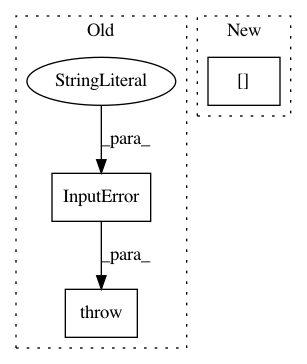 Old
New
StringLiteral
[]
_para_
InputError
_para_
throw